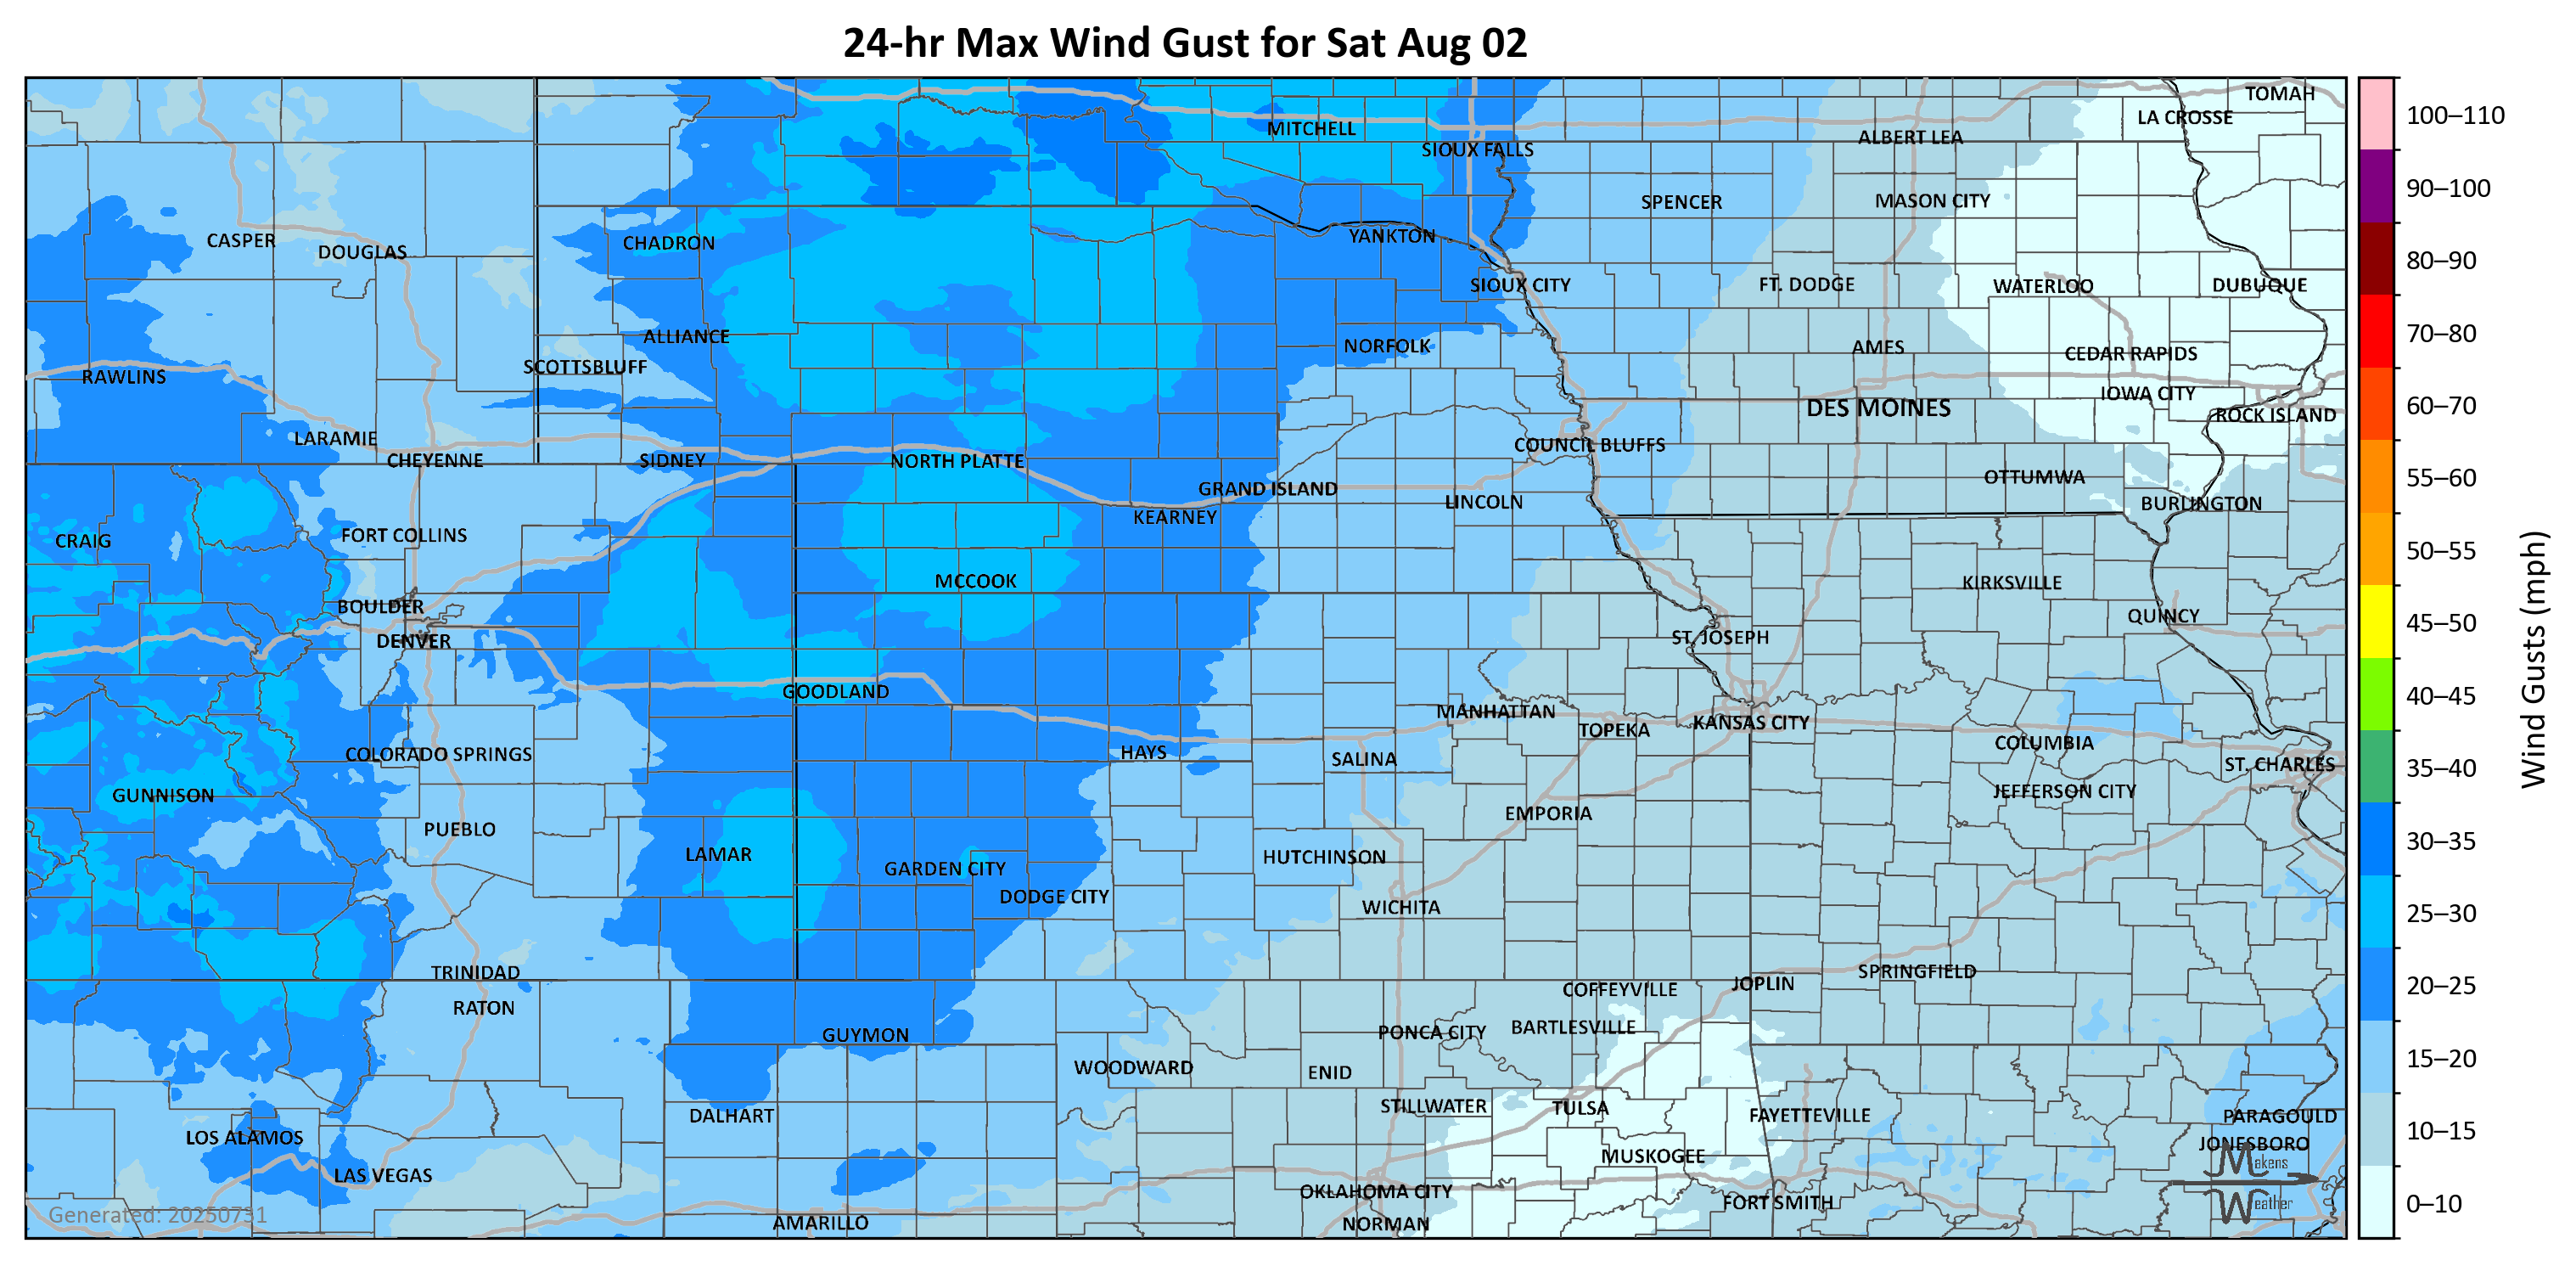 24-hr Max Wind Gust for Sat Aug 02
TOMAH
LA CROSSE
MITCHELL
ALBERT LEA
SIOUX FALLS
SPENCER
MASON CITY
CASPER
DOUGLAS
CHADRON
YANKTON
SIOUX CITY
FT. DODGE
WATERLOO
DUBUQUE
ALLIANCE
NORFOLK
AMES
CEDAR RAPIDS
SCOTTSBLUFF
RAWLINS
IOWA CITY
DES MOINES
ROCK ISLAND
LARAMIE
COUNCIL BLUFFS
CHEYENNE
SIDNEY
NORTH PLATTE
OTTUMWA
GRAND ISLAND
LINCOLN
BURLINGTON
KEARNEY
FORT COLLINS
CRAIG
MCCOOK
KIRKSVILLE
BOULDER
QUINCY
DENVER
ST. JOSEPH
GOODLAND
MANHATTAN
TOPEKA
KANSAS CITY
COLUMBIA
COLORADO SPRINGS
HAYS
SALINA
ST. CHARLES
GUNNISON
JEFFERSON CITY
EMPORIA
PUEBLO
LAMAR
HUTCHINSON
GARDEN CITY
DODGE CITY
WICHITA
TRINIDAD
SPRINGFIELD
JOPLIN
COFFEYVILLE
RATON
BARTLESVILLE
PONCA CITY
GUYMON
WOODWARD
ENID
STILLWATER
TULSA
DALHART
FAYETTEVILLE
PARAGOULD
LOS ALAMOS
JONESBORO
MUSKOGEE
LAS VEGAS
OKLAHOMA CITY
FORT SMITH
AMARILLO
NORMAN
Generated: 20250731
Makens
Weather
100–110
90–100
80–90
70–80
60–70
55–60
50–55
45–50
40–45
35–40
30–35
25–30
20–25
15–20
10–15
0–10
Wind Gusts (mph)